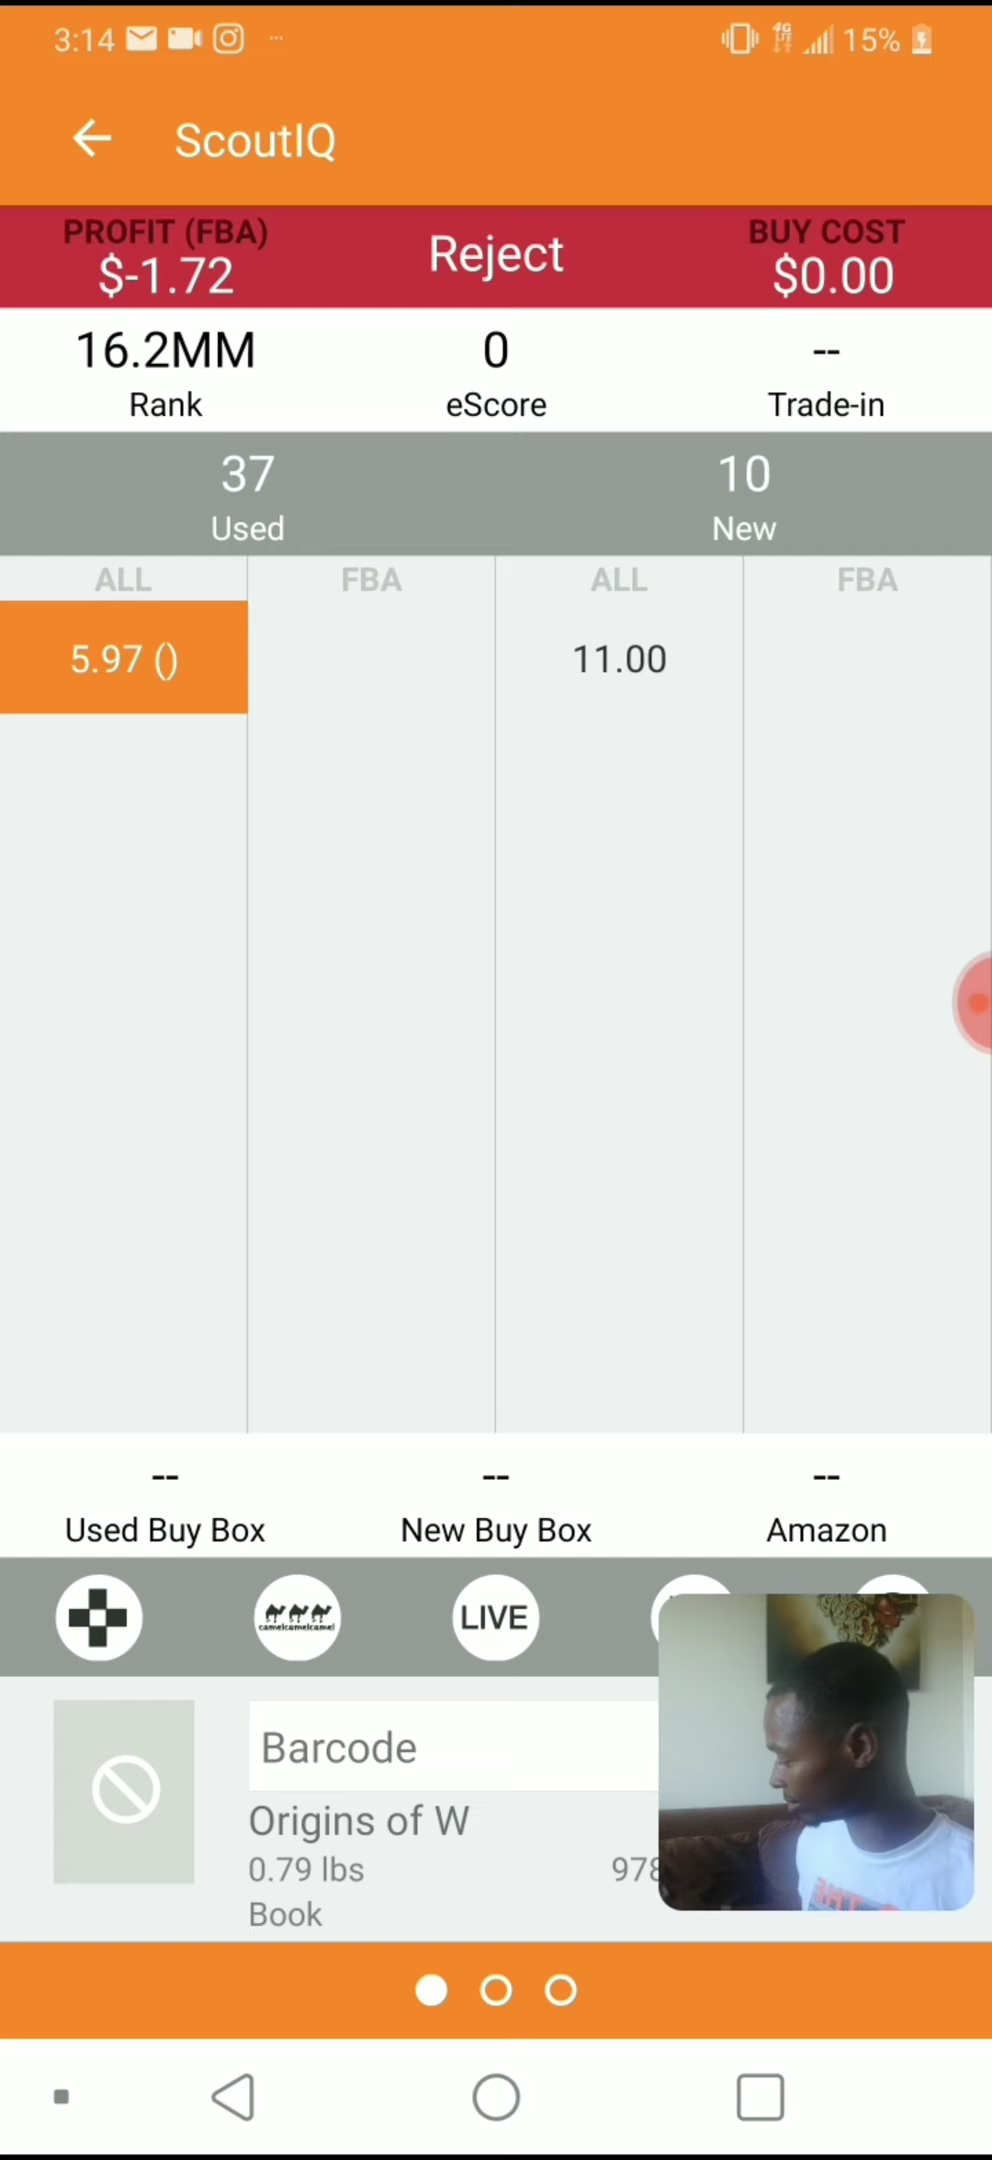 3:14 15%
ScoutIQ
PROFIT (FBA) Reject BUY COST
$-1.72 $0.00
16.2MM 0 --
Rank eScore Trade-in
37 10
Used New
ALL FBA ALL FBA
5.97 () 11.00
-- -- --
Used Buy Box New Buy Box Amazon
camelcamelcamel LIVE
Barcode
Origins of W
0.79 lbs 978
Book